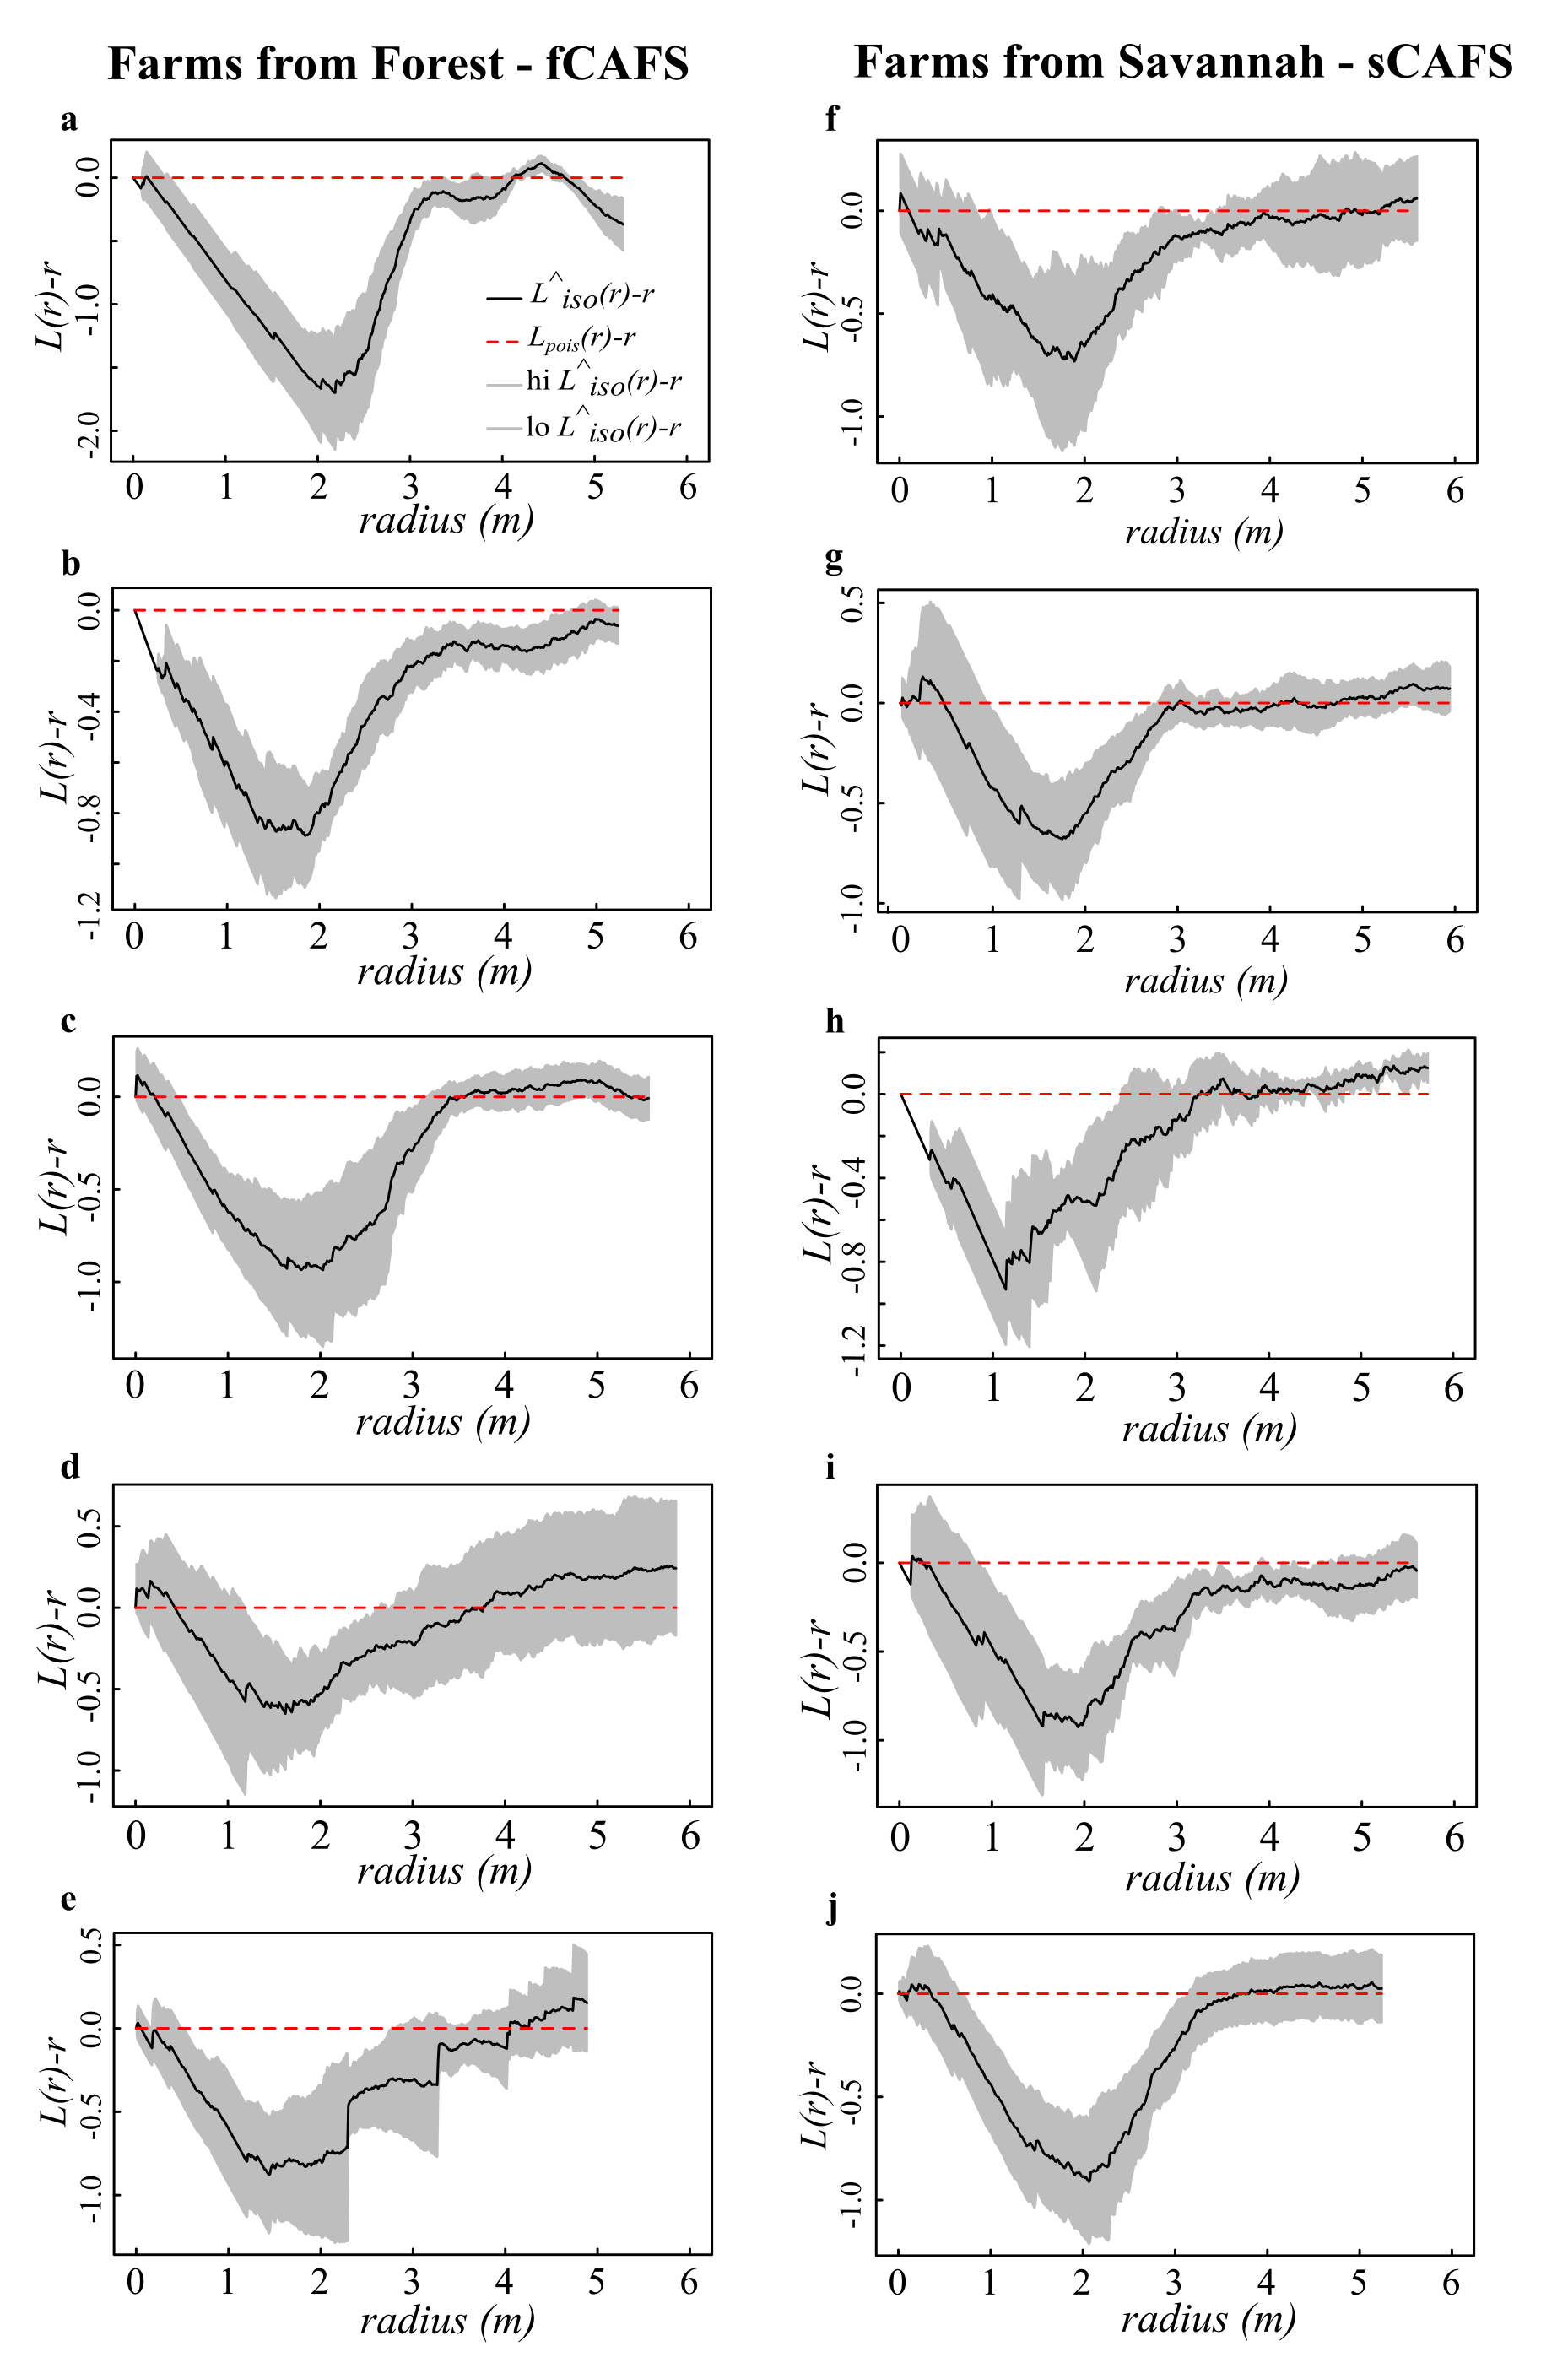 Farms from Forest - fCAFS
Farms from Savannah - sCAFS
a
0.0
-1.0
-2.0
L(r)-r
L^iso(r)-r
Lpois(r)-r
hi L^iso(r)-r
lo L^iso(r)-r
0 1 2 3 4 5 6
radius (m)
b
0.0
-0.4
-0.8
-1.2
L(r)-r
0 1 2 3 4 5 6
radius (m)
c
0.0
-0.5
-1.0
L(r)-r
0 1 2 3 4 5 6
radius (m)
d
0.5
0.0
-0.5
-1.0
L(r)-r
0 1 2 3 4 5 6
radius (m)
e
0.5
0.0
-0.5
-1.0
L(r)-r
0 1 2 3 4 5 6
radius (m)
f
0.0
-0.5
-1.0
L(r)-r
0 1 2 3 4 5 6
radius (m)
g
0.5
0.0
-0.5
-1.0
L(r)-r
0 1 2 3 4 5 6
radius (m)
h
0.0
-0.4
-0.8
-1.2
L(r)-r
0 1 2 3 4 5 6
radius (m)
i
0.0
-0.5
-1.0
L(r)-r
0 1 2 3 4 5 6
radius (m)
j
0.0
-0.5
-1.0
L(r)-r
0 1 2 3 4 5 6
radius (m)